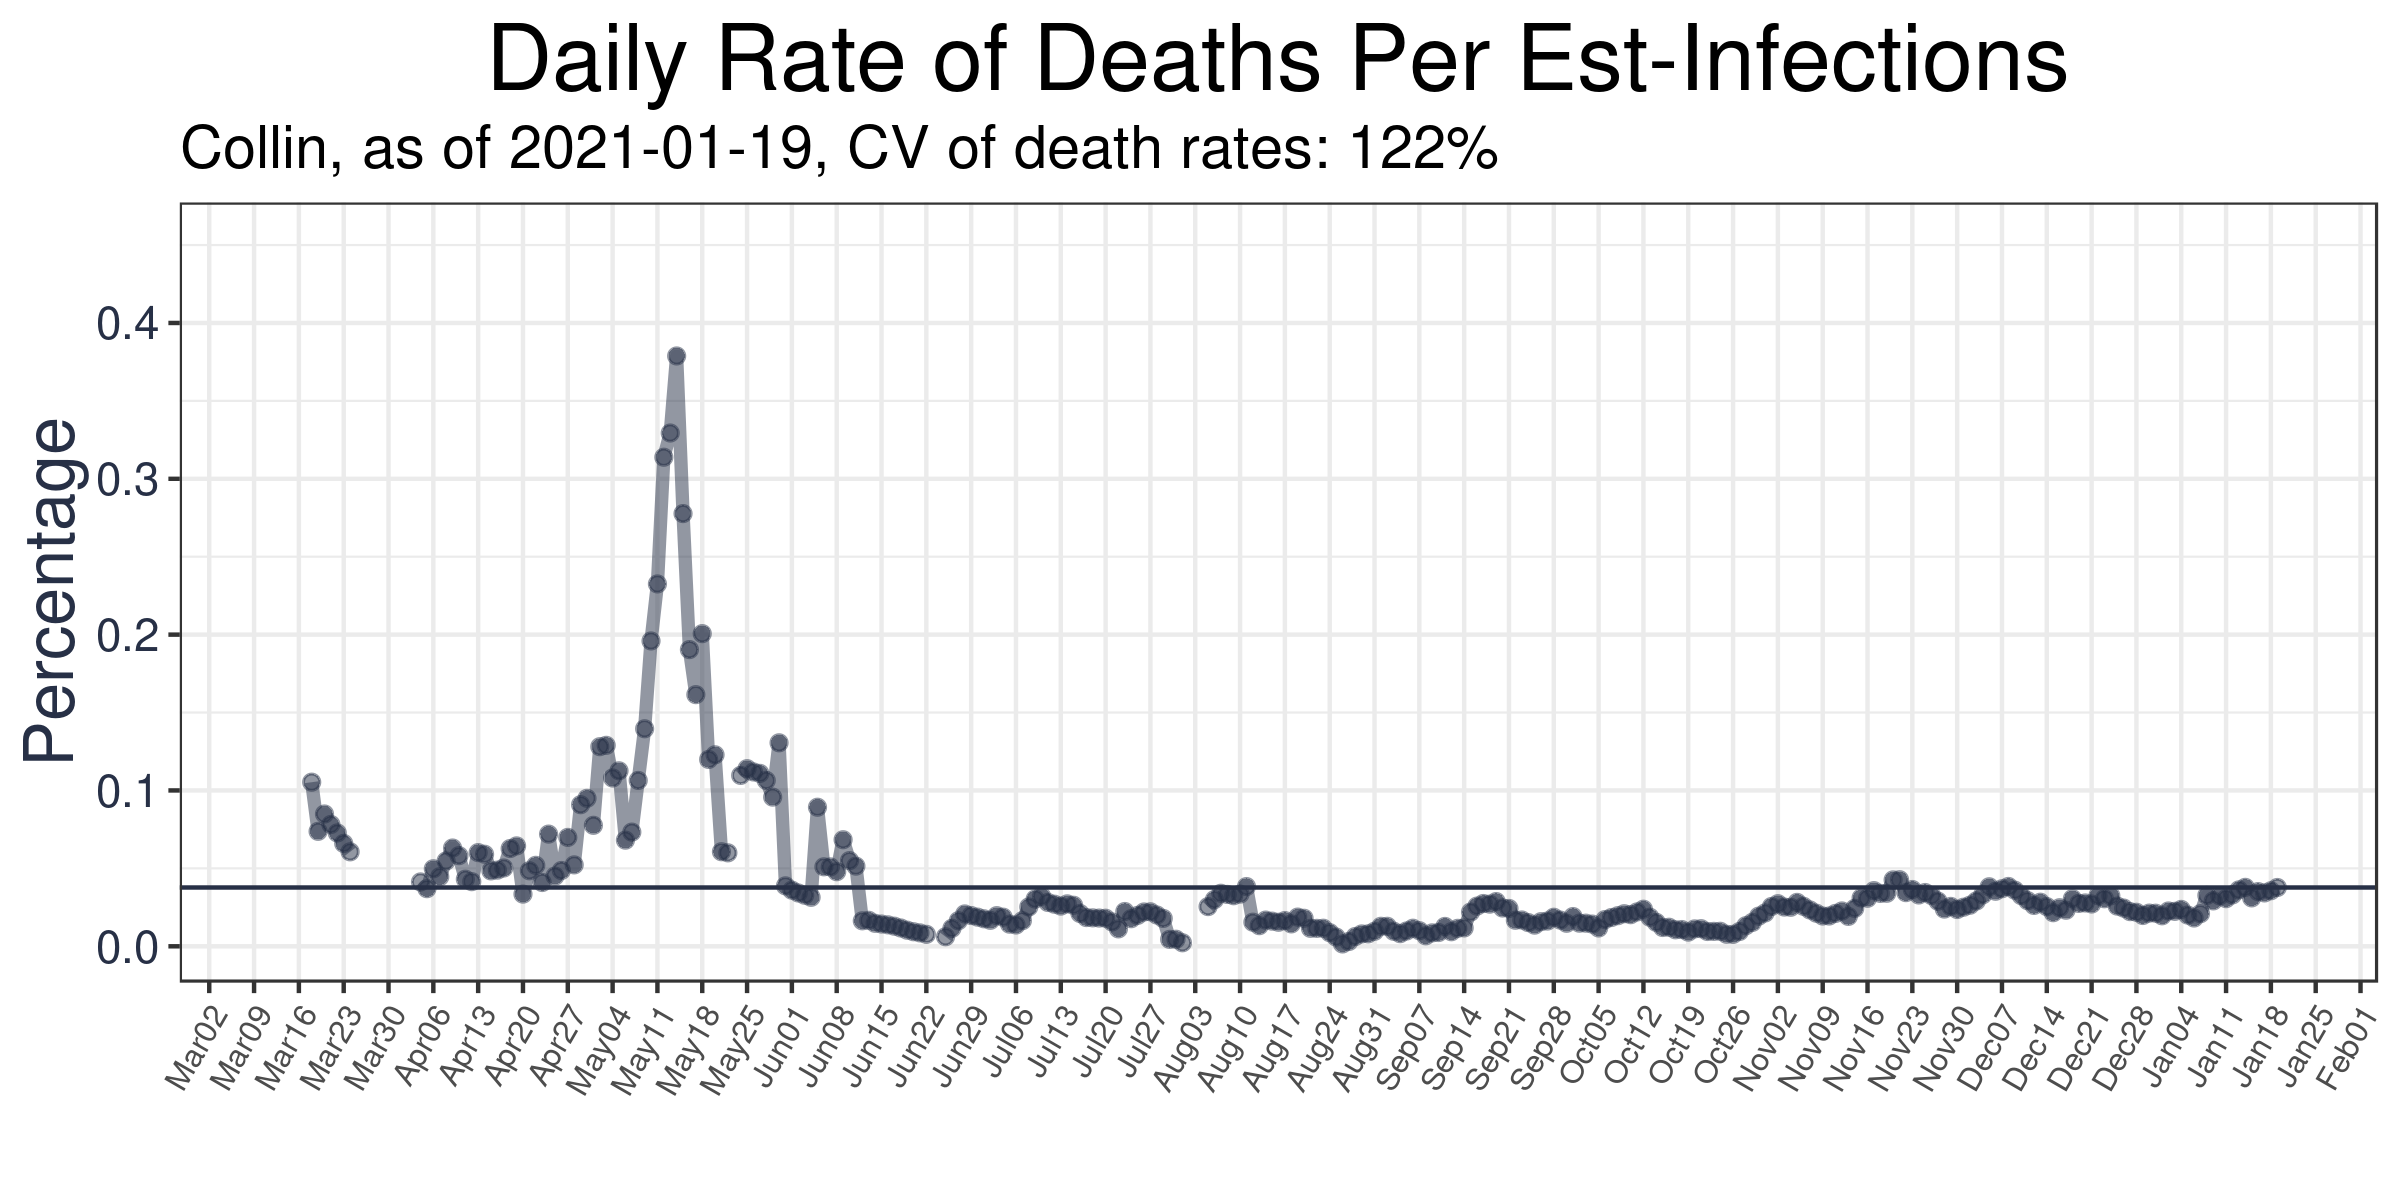 Daily Rate of Deaths Per Est-Infections
Collin, as of 2021-01-19, CV of death rates: 122%
Percentage
0.4
0.3
0.2
0.1
0.0
Mar02 Mar09 Mar16 Mar23 Mar30 Apr06 Apr13 Apr20 Apr27 May04 May11 May18 May25 Jun01 Jun08 Jun15 Jun22 Jun29 Jul06 Jul13 Jul20 Jul27 Aug03 Aug10 Aug17 Aug24 Aug31 Sep07 Sep14 Sep21 Sep28 Oct05 Oct12 Oct19 Oct26 Nov02 Nov09 Nov16 Nov23 Nov30 Dec07 Dec14 Dec21 Dec28 Jan04 Jan11 Jan18 Jan25 Feb01